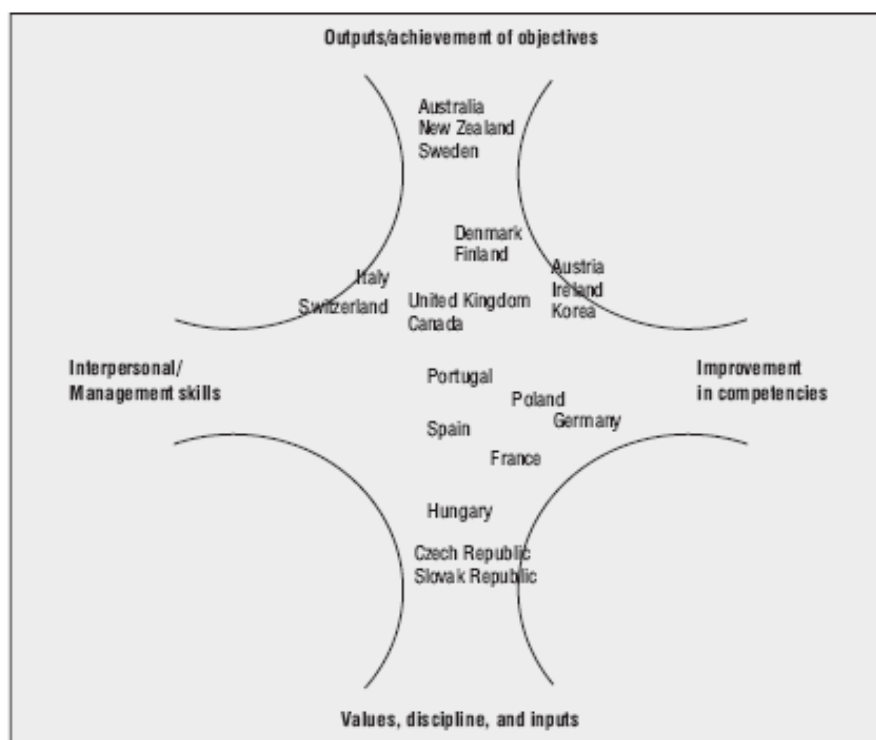 Outputs/achievement of objectives
Australia
New Zealand
Sweden
Denmark
Finland
Italy
Switzerland
United Kingdom
Canada
Austria
Ireland
Korea
Interpersonal/
Management skills
Improvement
in competencies
Portugal
Poland
Germany
Spain
France
Hungary
Czech Republic
Slovak Republic
Values, discipline, and inputs